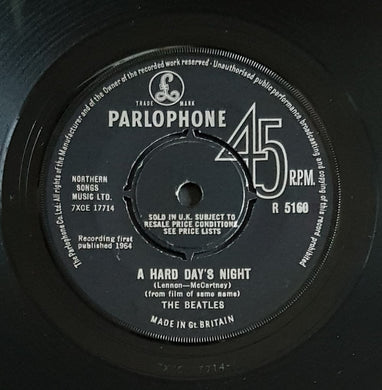 The Parlophone Co. Ltd. All rights of the Manufacturer and of the Owner of the recorded work reserved · Unauthorised public performance broadcasting and copying of this record prohibited
TRADE MARK
PARLOPHONE
45
R.P.M.
NORTHERN
SONGS
MUSIC LTD.
7XCE 17714
R 5160
SOLD IN U.K. SUBJECT TO
RESALE PRICE CONDITIONS
SEE PRICE LISTS
Recording first
published 1964
A HARD DAY'S NIGHT
(Lennon—McCartney)
(from film of same name)
THE BEATLES
MADE IN Gt. BRITAIN